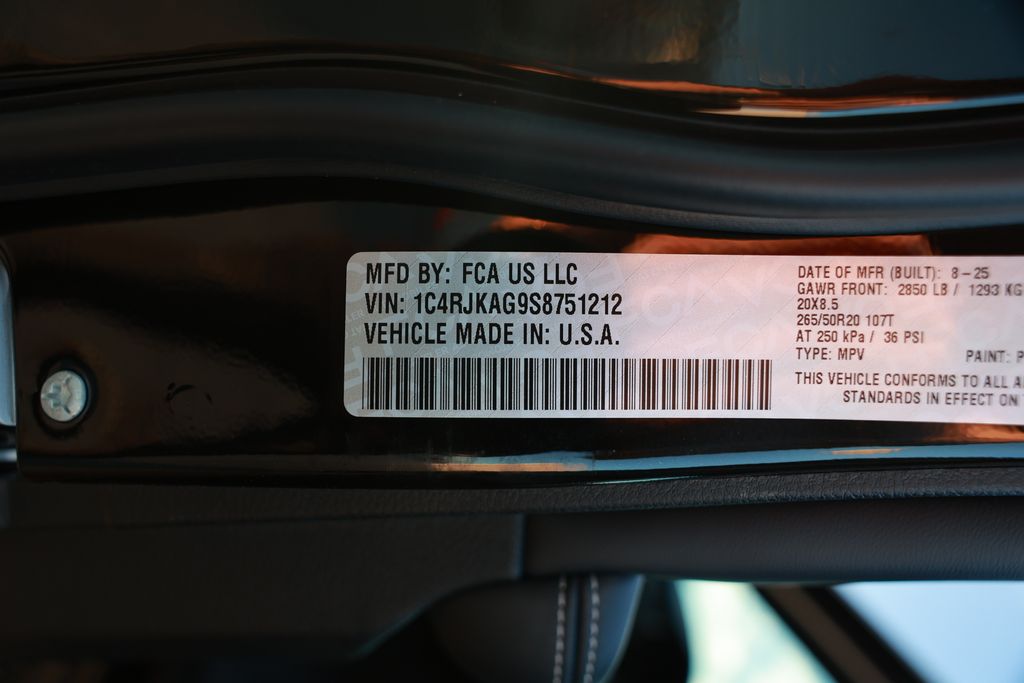 MFD BY: FCA US LLC
VIN: 1C4RJKAG9S8751212
VEHICLE MADE IN: U.S.A.
DATE OF MFR (BUILT): 8-25
GAWR FRONT: 2850 LB / 1293 KG
20X8.5
265/50R20 107T
AT 250 kPa / 36 PSI
TYPE: MPV PAINT: P
THIS VEHICLE CONFORMS TO ALL A
STANDARDS IN EFFECT ON